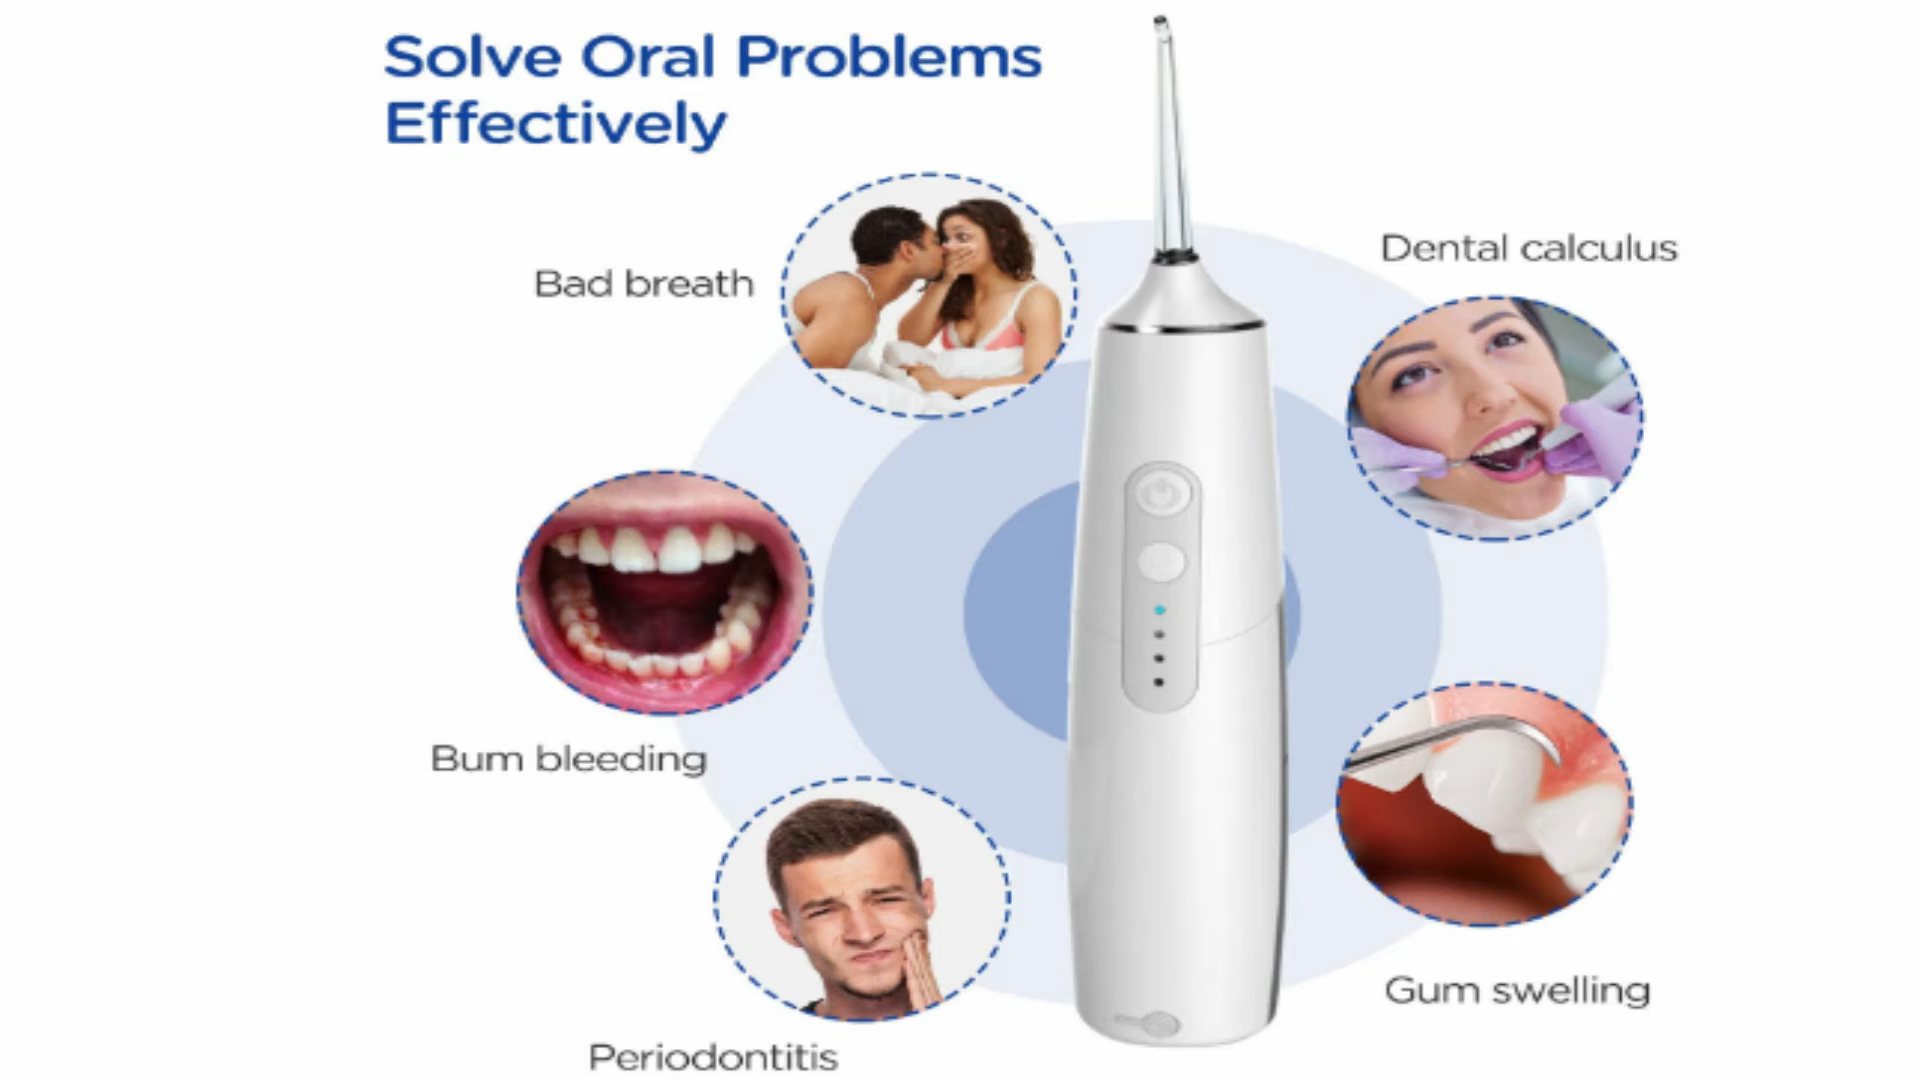 Solve Oral Problems
Effectively
Bad breath
Dental calculus
Bum bleeding
Gum swelling
Periodontitis